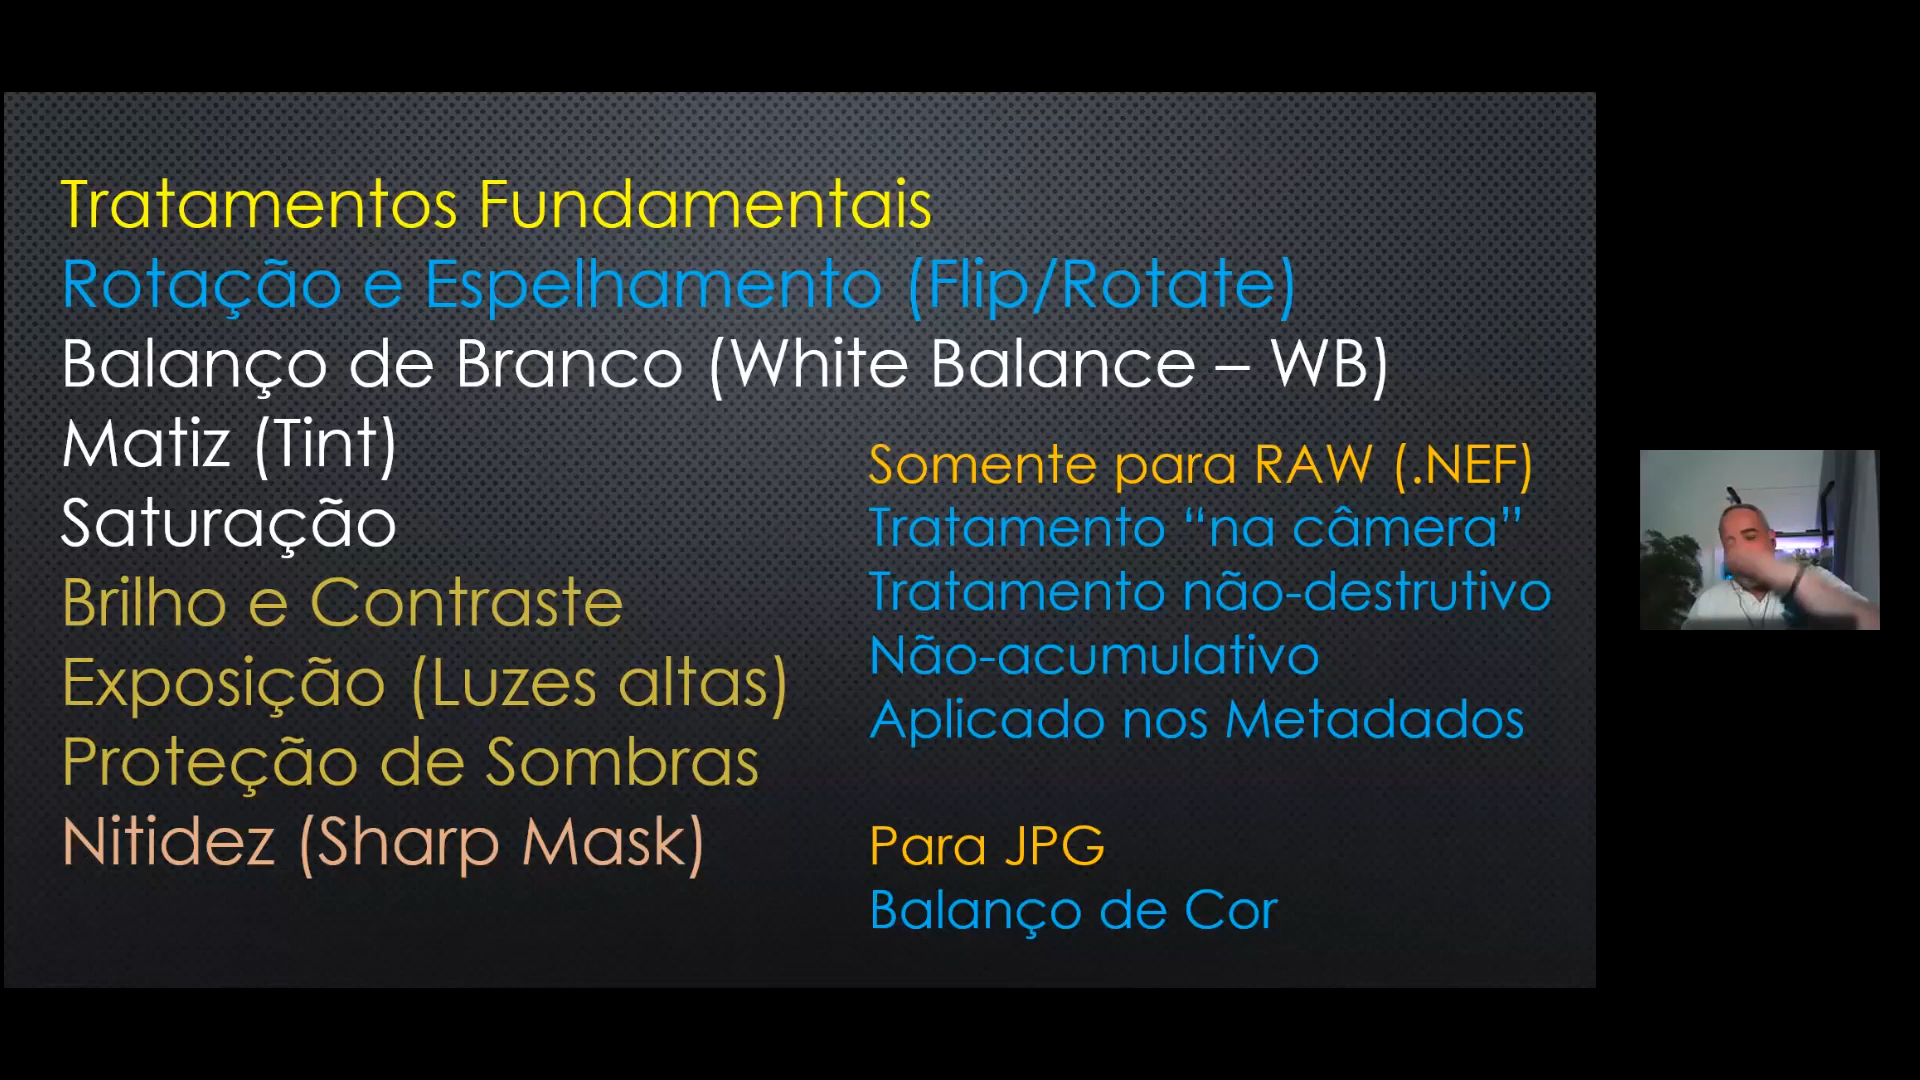 Tratamentos Fundamentais
Rotação e Espelhamento (Flip/Rotate)
Balanço de Branco (White Balance – WB)
Matiz (Tint)
Saturação
Brilho e Contraste
Exposição (Luzes altas)
Proteção de Sombras
Nitidez (Sharp Mask)
Somente para RAW (.NEF)
Tratamento “na câmera”
Tratamento não-destrutivo
Não-acumulativo
Aplicado nos Metadados
Para JPG
Balanço de Cor